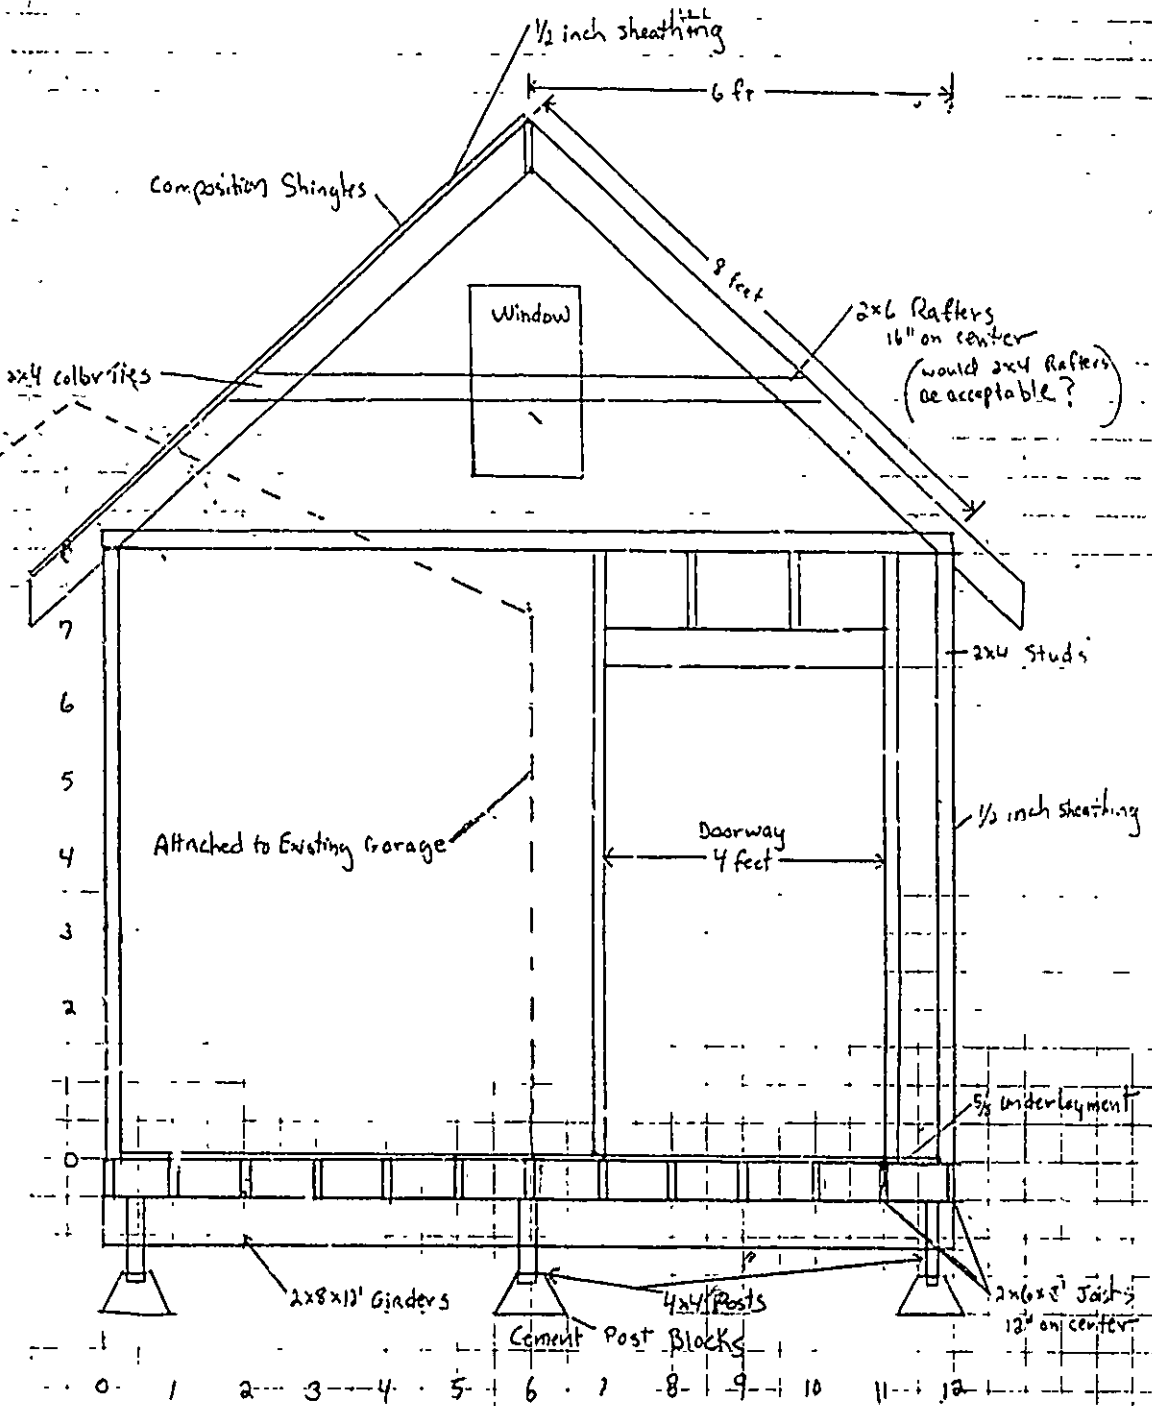 1/2 inch sheathing
6 ft
Composition Shingles
8 feet
Window
2x6 Rafters
16" on center
(would 2x4 Rafters
be acceptable?)
2x4 collar Ties
8
7
2x4 Studs
6
5
1/2 inch sheathing
Attached to Existing Garage
Doorway
4 feet
4
3
2
1
5/8 underlayment
0
2x8x12' Girders
4x4 Posts
Joists
12" on center
Cement Post Blocks
0 1 2 3 4 5 6 7 8 9 10 11 12